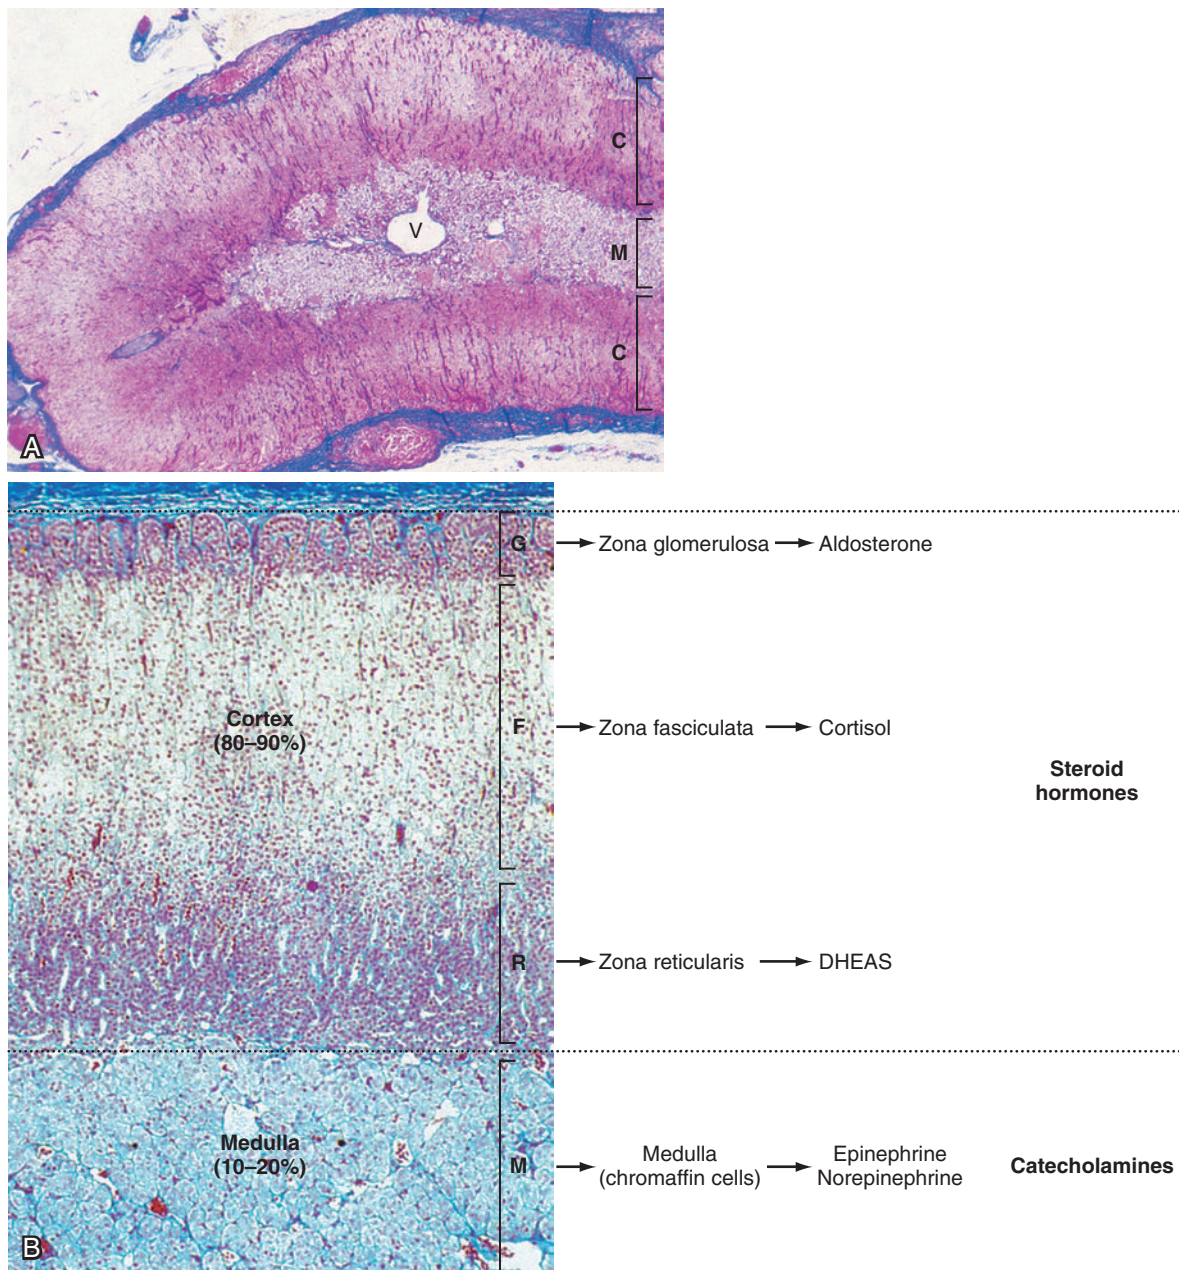 C
V
M
C
A
G
Zona glomerulosa
Aldosterone
Cortex
(80–90%)
F
Zona fasciculata
Cortisol
Steroid
hormones
R
Zona reticularis
DHEAS
Medulla
(10–20%)
M
Medulla
(chromaffin cells)
Epinephrine
Norepinephrine
Catecholamines
B